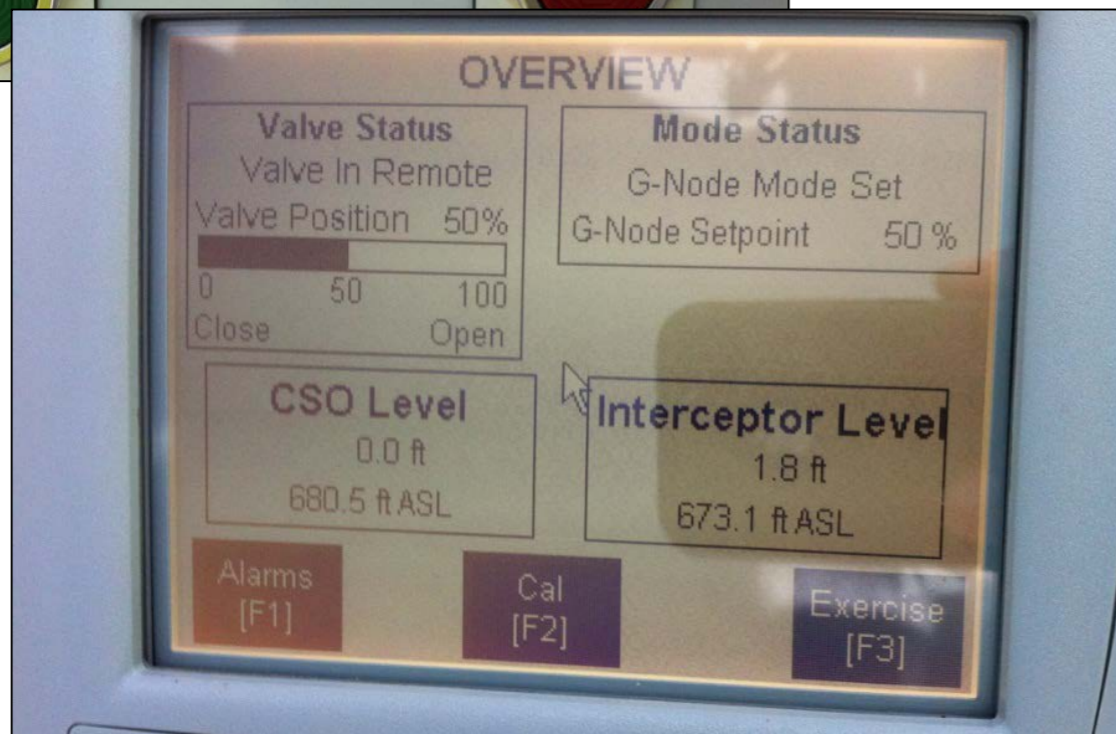 OVERVIEW
Valve Status
Valve In Remote
Valve Position 50%
0 50 100
Close Open
Mode Status
G-Node Mode Set
G-Node Setpoint 50 %
CSO Level
0.0 ft
680.5 ft ASL
Interceptor Level
1.8 ft
673.1 ft ASL
Alarms
[F1]
Cal
[F2]
Exercise
[F3]